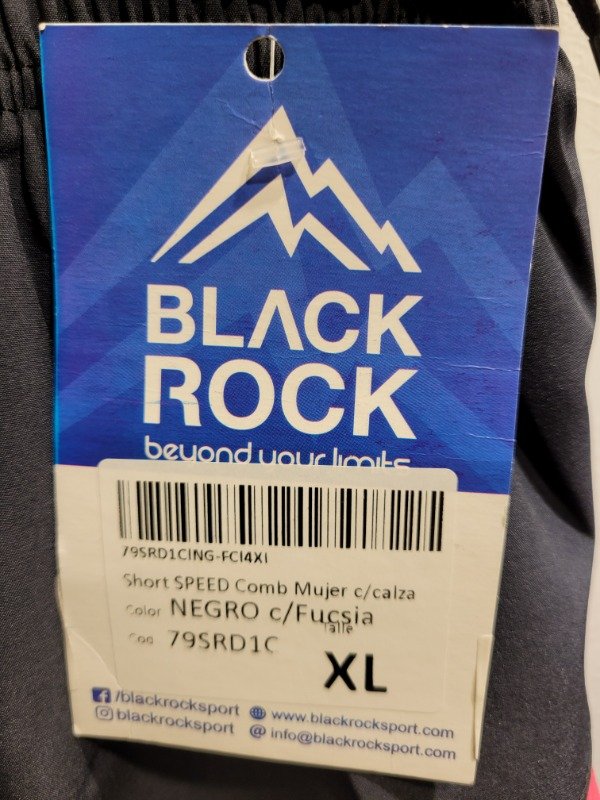 BLACK
ROCK
beyond your limits
79SRD1CING-FCI4XI
Short SPEED Comb Mujer c/calza
Color NEGRO c/Fucsia
Talle
Cod 79SRD1C
XL
/blackrocksport www.blackrocksport.com
blackrocksport info@blackrocksport.com